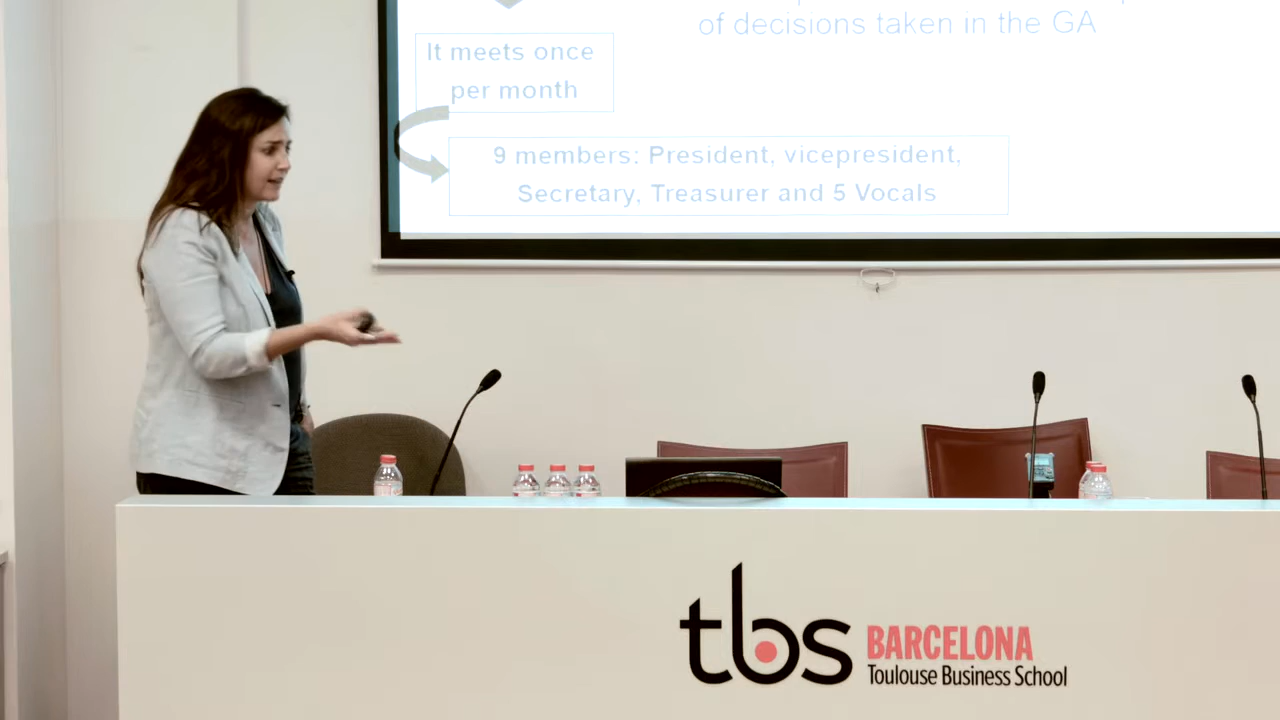 of decisions taken in the GA
It meets once
per month
9 members: President, vicepresident,
Secretary, Treasurer and 5 Vocals
tbs
BARCELONA
Toulouse Business School